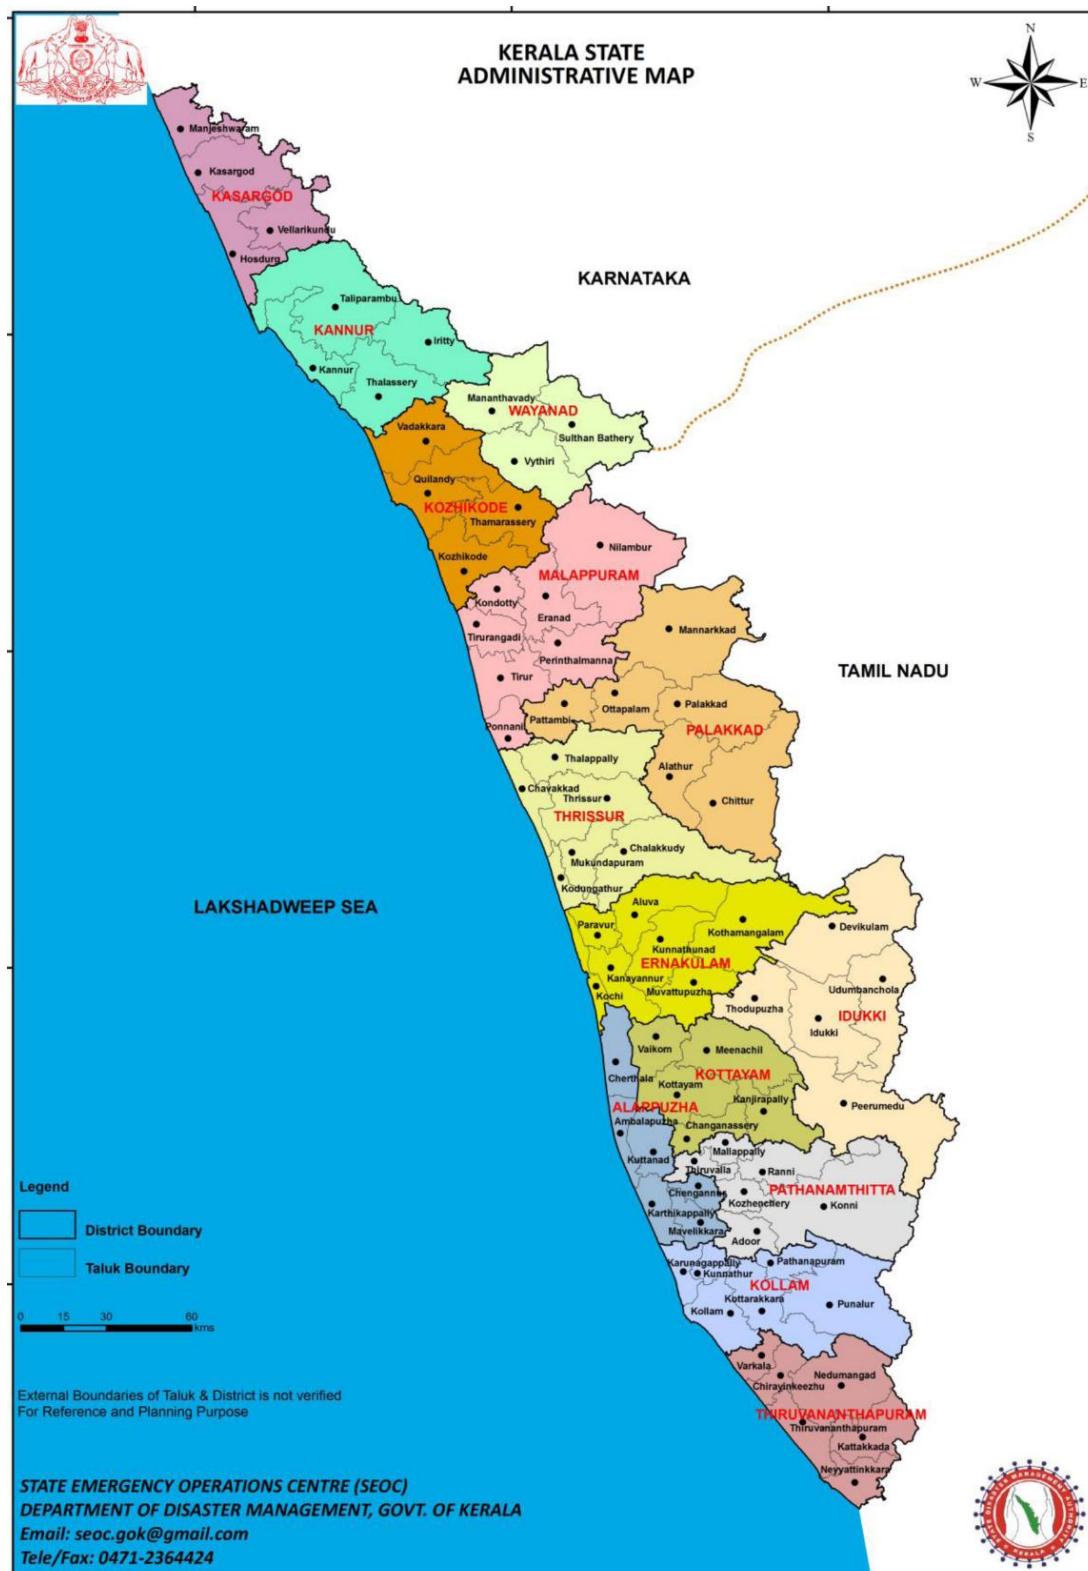 KERALA STATE
ADMINISTRATIVE MAP
N
W
E
S
Manjeshwaram
Kasargod
KASARGOD
Vellarikundu
Hosdurg
KARNATAKA
Taliparambu
KANNUR
Iritty
Kannur
Thalassery
Mananthavady
WAYANAD
Sulthan Bathery
Vythiri
Vadakkara
Quilandy
KOZHIKODE
Thamarassery
Kozhikode
Nilambur
MALAPPURAM
Kondotty
Eranad
Tirurangadi
Perinthalmanna
Tirur
Ponnani
Mannarkkad
TAMIL NADU
Palakkad
Ottapalam
Pattambi
PALAKKAD
Alathur
Chittur
Thalappally
Chavakkad
Thrissur
THRISSUR
Chalakkudy
Mukundapuram
Kodungathur
LAKSHADWEEP SEA
Aluva
Paravur
Kothamangalam
Kunnathunad
ERNAKULAM
Kanayannur
Muvattupuzha
Kochi
Devikulam
Udumbanchola
Thodupuzha
IDUKKI
Idukki
Peerumedu
Vaikom
Meenachil
KOTTAYAM
Kottayam
Kanjirapally
Changanassery
Cherthala
ALAPPUZHA
Ambalapuzha
Kuttanad
Chengannur
Karthikappally
Mavelikkara
Mallappally
Thiruvalla
Ranni
PATHANAMTHITTA
Kozhenchery
Konni
Adoor
Karunagappally
Kunnathur
Pathanapuram
KOLLAM
Kottarakkara
Kollam
Punalur
Varkala
Chirayinkeezhu
Nedumangad
THIRUVANANTHAPURAM
Thiruvananthapuram
Kattakkada
Neyyattinkkara
Legend
District Boundary
Taluk Boundary
0 15 30 60
kms
External Boundaries of Taluk & District is not verified
For Reference and Planning Purpose
STATE EMERGENCY OPERATIONS CENTRE (SEOC)
DEPARTMENT OF DISASTER MANAGEMENT, GOVT. OF KERALA
Email: seoc.gok@gmail.com
Tele/Fax: 0471-2364424
STATE DISASTER MANAGEMENT AUTHORITY
KERALA